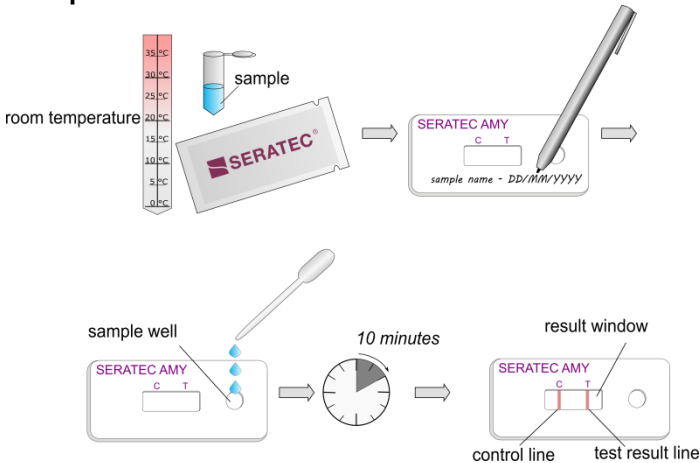 35 °C
30 °C
25 °C
20 °C
15 °C
10 °C
5 °C
0 °C
room temperature
sample
SERATEC®
SERATEC AMY
C T
sample name - DD/MM/YYYY
sample well
SERATEC AMY
C T
10 minutes
result window
SERATEC AMY
C T
control line
test result line